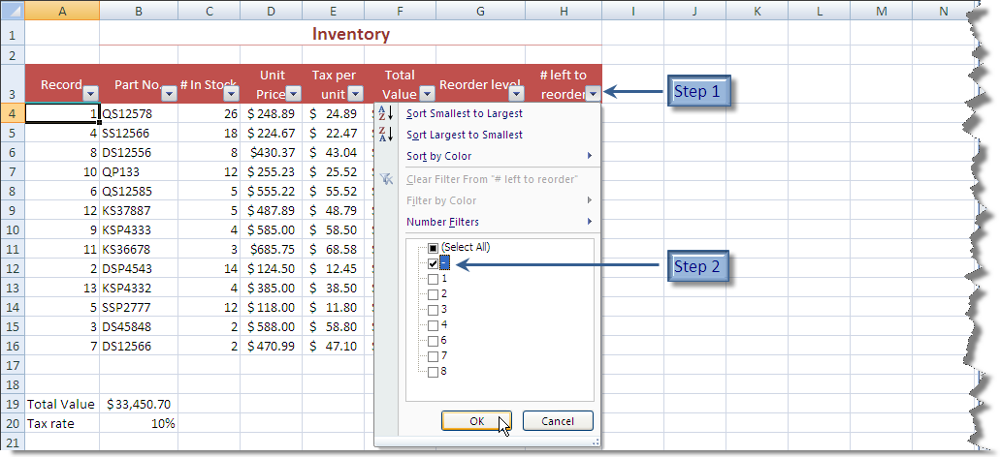 A B C D E F G H I J K L M N
1 Inventory
2
3 Record Part No. # In Stock Unit Price Tax per unit Total Value Reorder level # left to reorder
Step 1
4 1 QS12578 26 $ 248.89 $ 24.89
5 4 SS12566 18 $ 224.67 $ 22.47
6 8 DS12556 8 $430.37 $ 43.04
7 10 QP133 12 $ 255.23 $ 25.52
8 6 QS12585 5 $ 555.22 $ 55.52
9 12 KS37887 5 $ 487.89 $ 48.79
10 9 KSP4333 4 $ 585.00 $ 58.50
11 11 KS36678 3 $685.75 $ 68.58
12 2 DSP4543 14 $ 124.50 $ 12.45
13 13 KSP4332 4 $ 385.00 $ 38.50
14 5 SSP2777 12 $ 118.00 $ 11.80
15 3 DS45848 2 $ 588.00 $ 58.80
16 7 DS12566 2 $ 470.99 $ 47.10
17
18
19 Total Value $33,450.70
20 Tax rate 10%
21
Sort Smallest to Largest
Sort Largest to Smallest
Sort by Color
Clear Filter From "# left to reorder"
Filter by Color
Number Filters
(Select All)
-
Step 2
1
2
3
4
6
7
8
OK Cancel